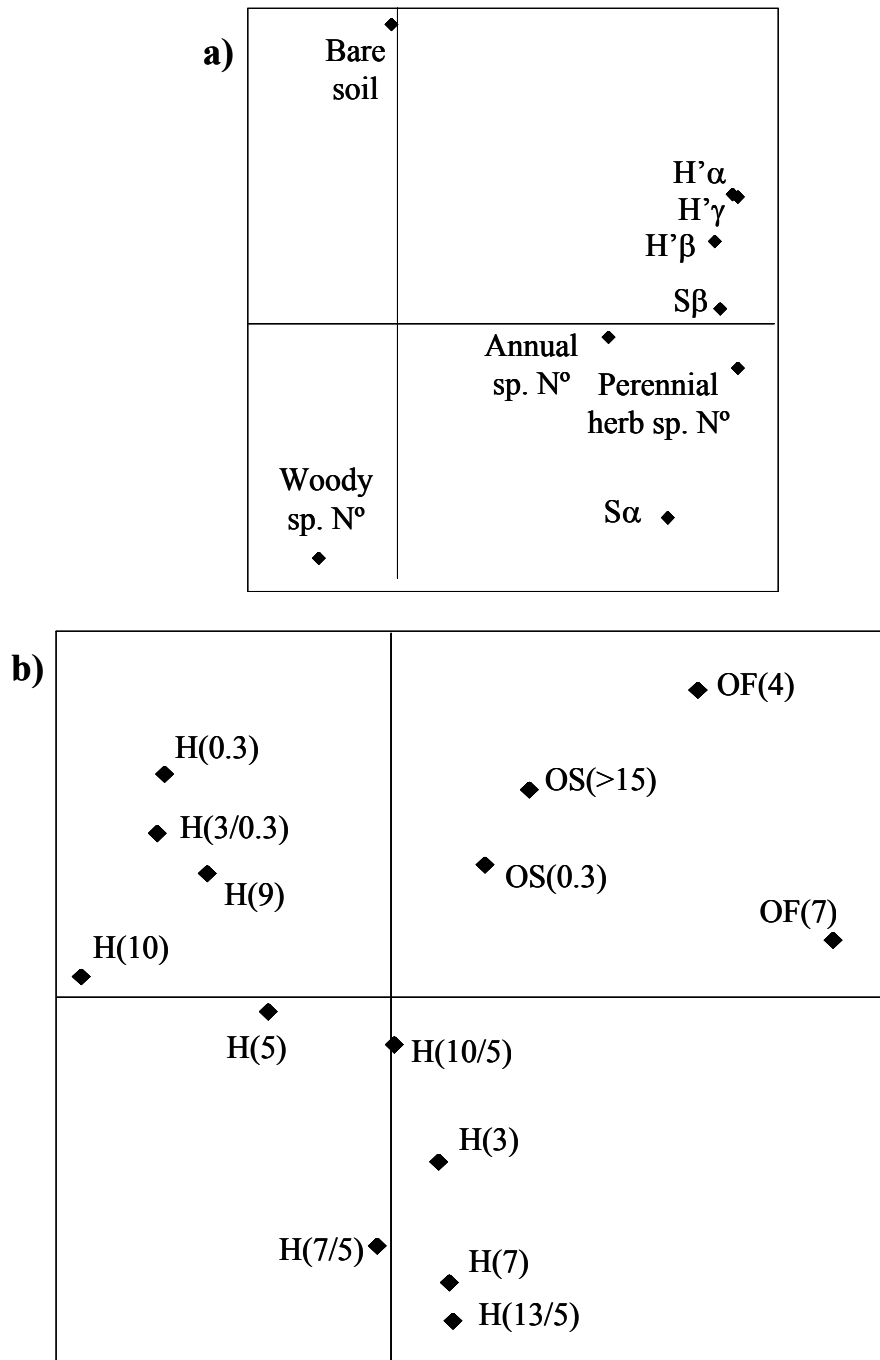 a)
Bare
soil
H’α
H’γ
H’β
Sβ
Annual
sp. Nº
Perennial
herb sp. Nº
Woody
sp. Nº
Sα
b)
OF(4)
H(0.3)
OS(>15)
H(3/0.3)
OS(0.3)
H(9)
OF(7)
H(10)
H(5)
H(10/5)
H(3)
H(7/5)
H(7)
H(13/5)